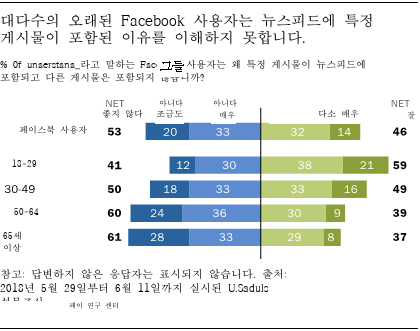 대다수의 오래된 Facebook 사용자는 뉴스피드에 특정
게시물이 포함된 이유를 이해하지 못합니다.
% Of unserstans_라고 말하는 Fac 그들 사용자는 왜 특정 게시물이 뉴스피드에
포함되고 다른 게시물은 포함되지 않습니까?
NET 아니다 아니다 NET
좋지 않다 조금도 매우 다소 매우 잘
페이스북 사용자 53 20 33 32 14 46
18-29 41 12 30 38 21 59
30-49 50 18 33 33 16 49
50-64 60 24 36 30 9 39
65세 이상 61 28 33 29 8 37
참고: 답변하지 않은 응답자는 표시되지 않습니다. 출처:
2018년 5월 29일부터 6월 11일까지 실시된 U.Saduls
설문조사.
퓨 연구 센터